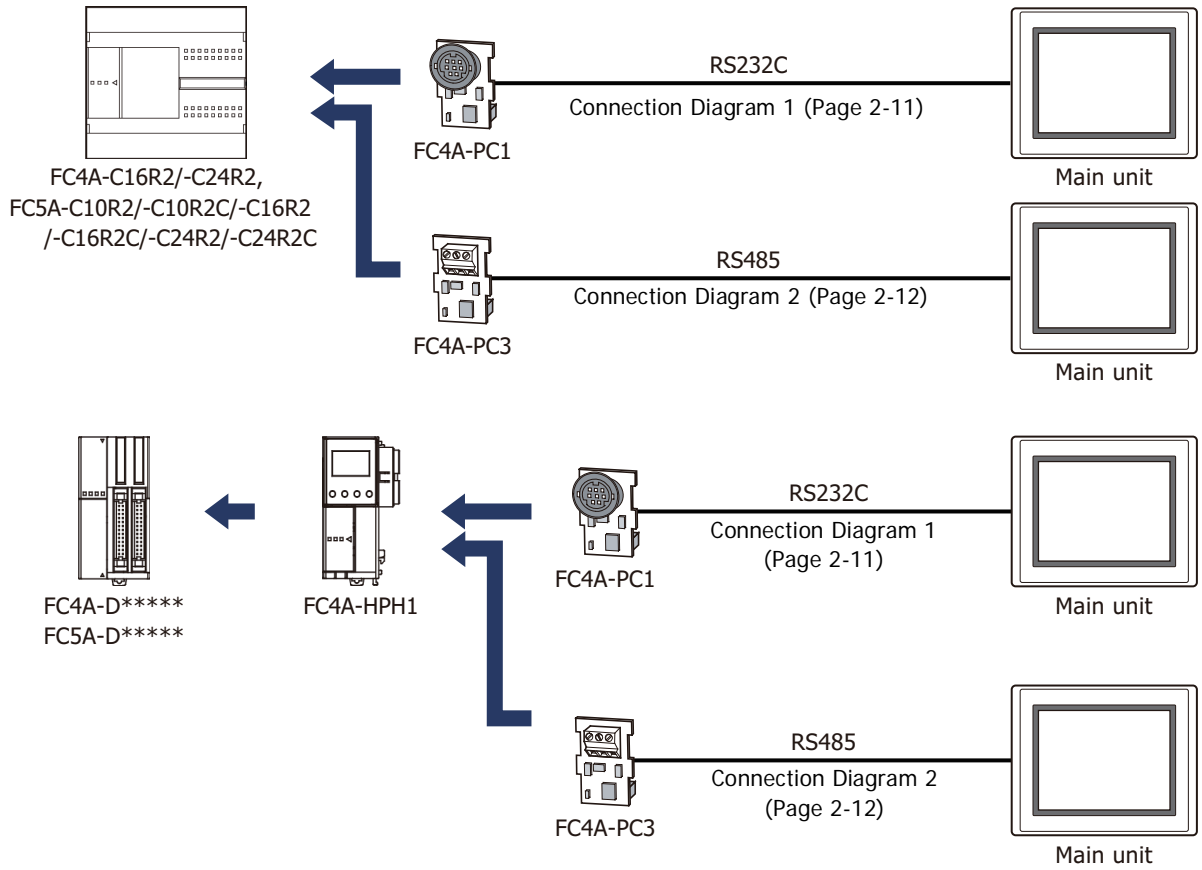 RS232C
Connection Diagram 1 (Page 2-11)
FC4A-PC1
Main unit
FC4A-C16R2/-C24R2,
FC5A-C10R2/-C10R2C/-C16R2
/-C16R2C/-C24R2/-C24R2C
RS485
Connection Diagram 2 (Page 2-12)
FC4A-PC3
Main unit
RS232C
Connection Diagram 1
(Page 2-11)
FC4A-D*****
FC5A-D*****
FC4A-HPH1
FC4A-PC1
Main unit
RS485
Connection Diagram 2
(Page 2-12)
FC4A-PC3
Main unit